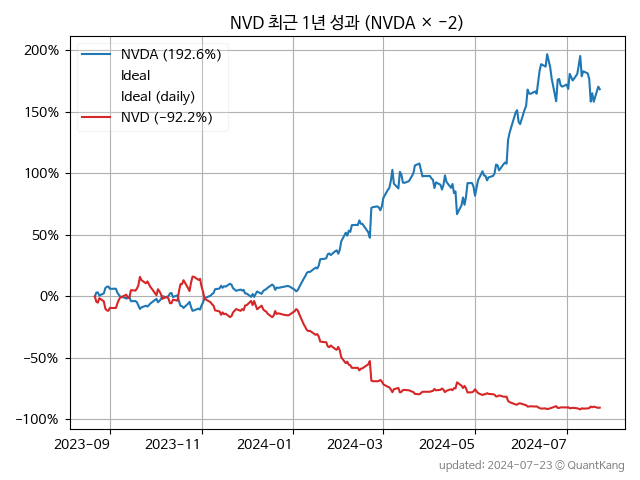 NVD 최근 1년 성과 (NVDA × −2)
200%
150%
100%
50%
0%
−50%
−100%
NVDA (192.6%)
Ideal
Ideal (daily)
NVD (−92.2%)
2023-09
2023-11
2024-01
2024-03
2024-05
2024-07
updated: 2024-07-23 © QuantKang